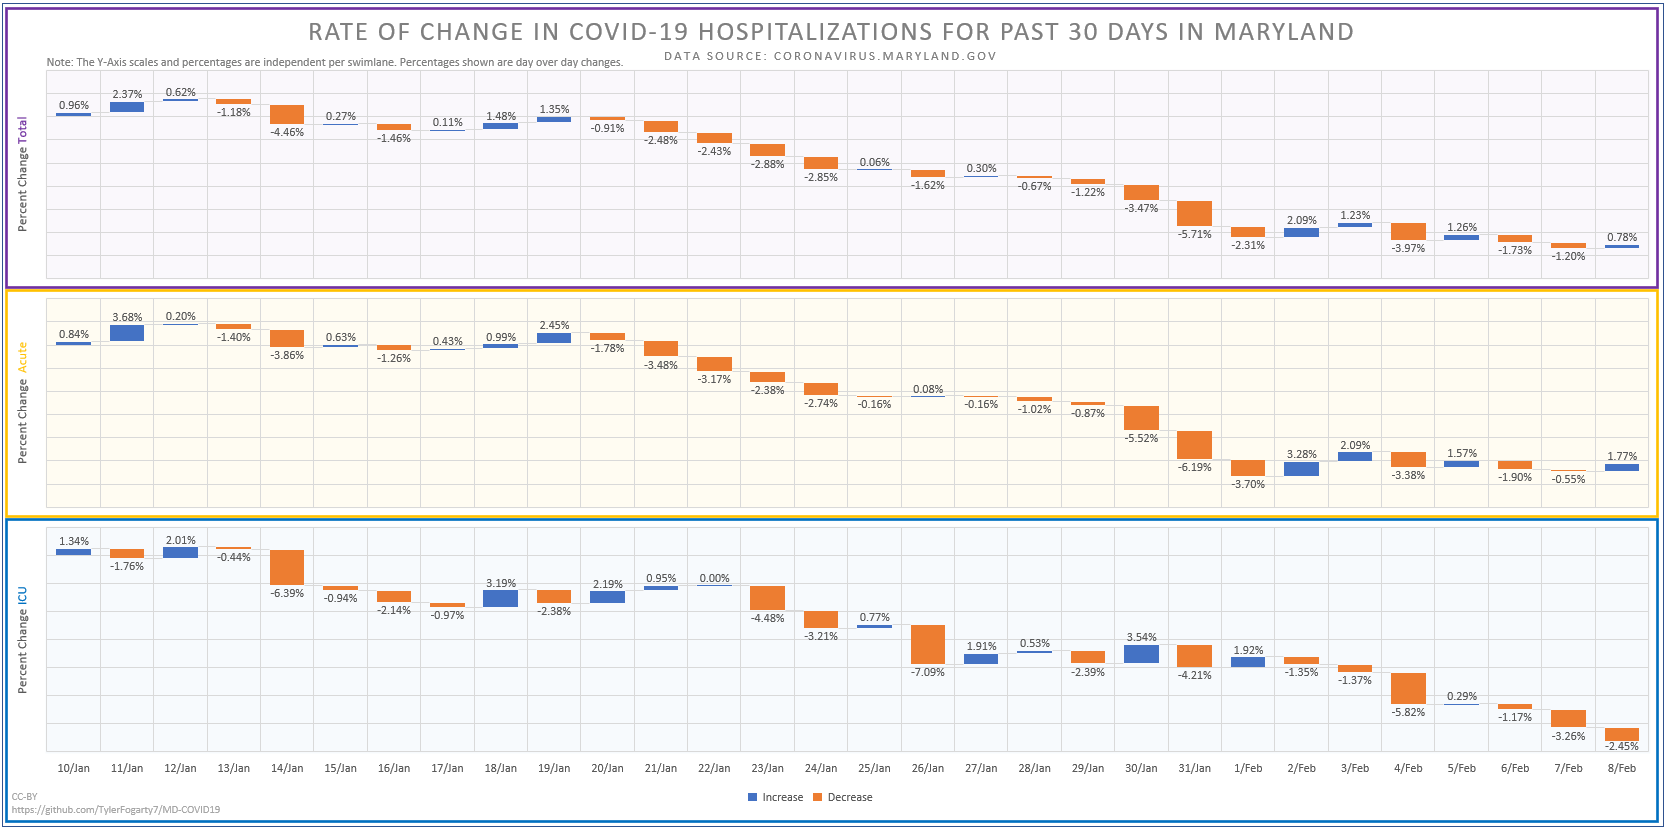 RATE OF CHANGE IN COVID-19 HOSPITALIZATIONS FOR PAST 30 DAYS IN MARYLAND
DATA SOURCE: CORONAVIRUS.MARYLAND.GOV
Note: The Y-Axis scales and percentages are independent per swimlane. Percentages shown are day over day changes.
Percent Change Total
0.96% 2.37% 0.62% -1.18% -4.46% 0.27% -1.46% 0.11% 1.48% 1.35% -0.91% -2.48% -2.43% -2.88% -2.85% 0.06% -1.62% 0.30% -0.67% -1.22% -3.47% -5.71% -2.31% 2.09% 1.23% -3.97% 1.26% -1.73% -1.20% 0.78%
Percent Change Acute
0.84% 3.68% 0.20% -1.40% -3.86% 0.63% -1.26% 0.43% 0.99% 2.45% -1.78% -3.48% -3.17% -2.38% -2.74% -0.16% 0.08% -0.16% -1.02% -0.87% -5.52% -6.19% -3.70% 3.28% 2.09% -3.38% 1.57% -1.90% -0.55% 1.77%
Percent Change ICU
1.34% -1.76% 2.01% -0.44% -6.39% -0.94% -2.14% -0.97% 3.19% -2.38% 2.19% 0.95% 0.00% -4.48% -3.21% 0.77% -7.09% 1.91% 0.53% -2.39% 3.54% -4.21% 1.92% -1.35% -1.37% -5.82% 0.29% -1.17% -3.26% -2.45%
10/Jan 11/Jan 12/Jan 13/Jan 14/Jan 15/Jan 16/Jan 17/Jan 18/Jan 19/Jan 20/Jan 21/Jan 22/Jan 23/Jan 24/Jan 25/Jan 26/Jan 27/Jan 28/Jan 29/Jan 30/Jan 31/Jan 1/Feb 2/Feb 3/Feb 4/Feb 5/Feb 6/Feb 7/Feb 8/Feb
Increase Decrease
CC-BY
https://github.com/TylerFogarty7/MD-COVID19